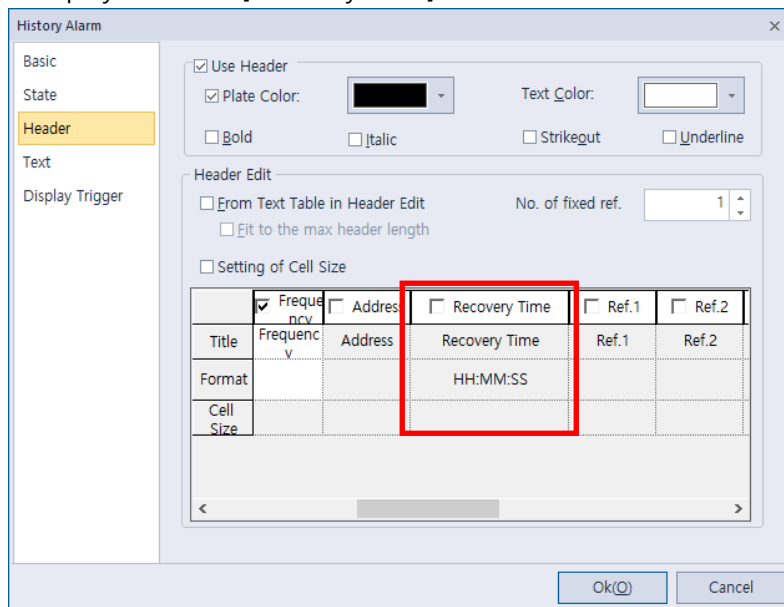 History Alarm
Basic
State
Header
Text
Display Trigger
Use Header
Plate Color:
Text Color:
Bold
Italic
Strikeout
Underline
Header Edit
From Text Table in Header Edit
No. of fixed ref.
1
Fit to the max header length
Setting of Cell Size
Freque
ncy
Address
Recovery Time
Ref.1
Ref.2
Title
Frequenc
y
Address
Recovery Time
Ref.1
Ref.2
Format
HH:MM:SS
Cell
Size
Ok(O)
Cancel